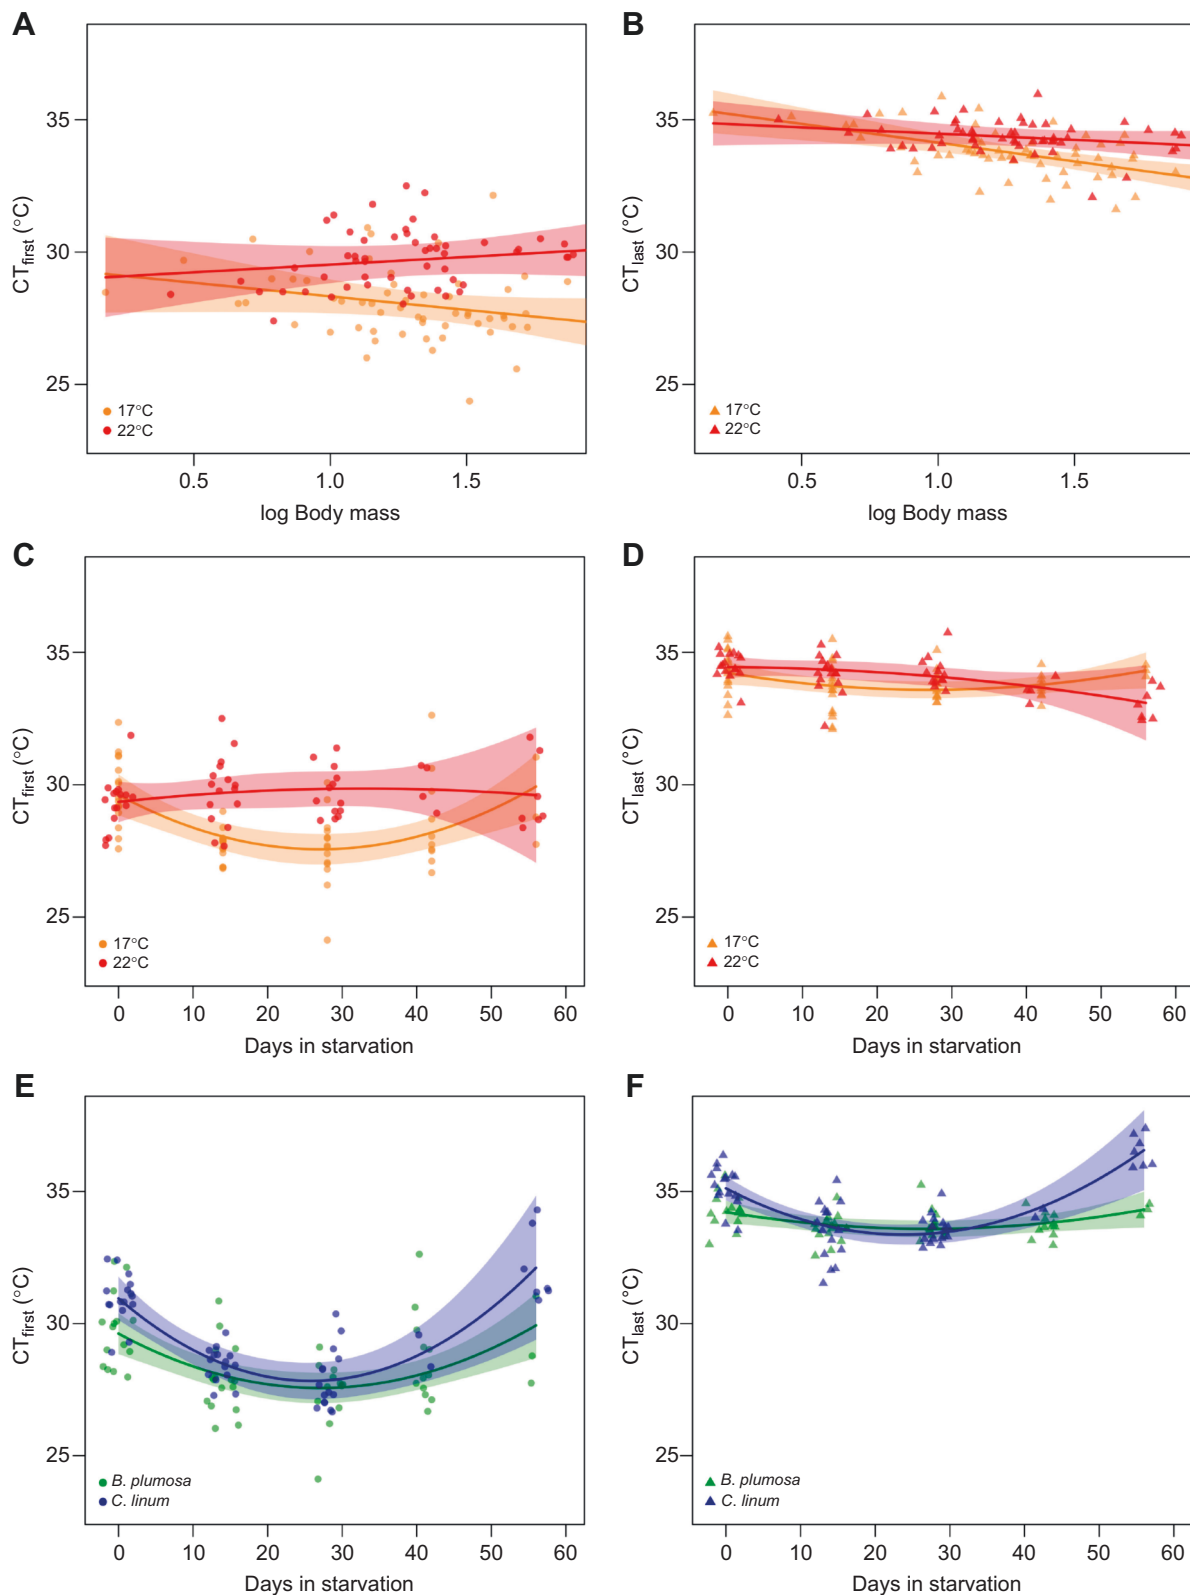 A
CTfirst (°C)
35
30
25
17°C
22°C
0.5 1.0 1.5
log Body mass
B
CTlast (°C)
35
30
25
17°C
22°C
0.5 1.0 1.5
log Body mass
C
CTfirst (°C)
35
30
25
17°C
22°C
0 10 20 30 40 50 60
Days in starvation
D
CTlast (°C)
35
30
25
17°C
22°C
0 10 20 30 40 50 60
Days in starvation
E
CTfirst (°C)
35
30
25
B. plumosa
C. linum
0 10 20 30 40 50 60
Days in starvation
F
CTlast (°C)
35
30
25
B. plumosa
C. linum
0 10 20 30 40 50 60
Days in starvation